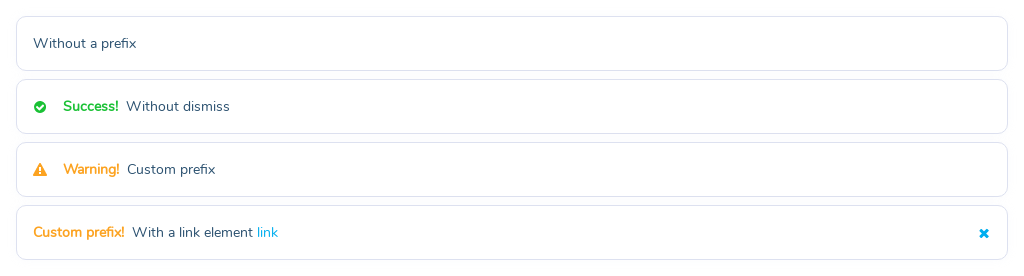 Without a prefix
Success! Without dismiss
Warning! Custom prefix
Custom prefix! With a link element link